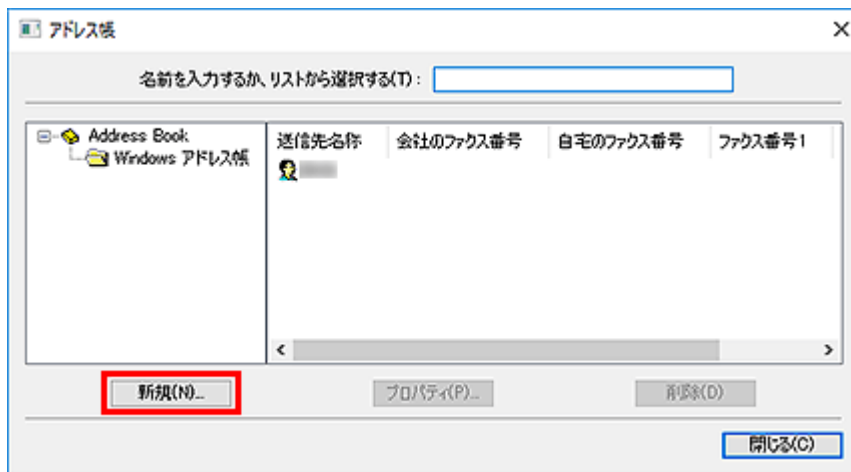 アドレス帳
名前を入力するか、リストから選択する(T):
Address Book
Windows アドレス帳
送信先名称 会社のファクス番号 自宅のファクス番号 ファクス番号1
新規(N)... プロパティ(P)... 削除(D)
閉じる(C)